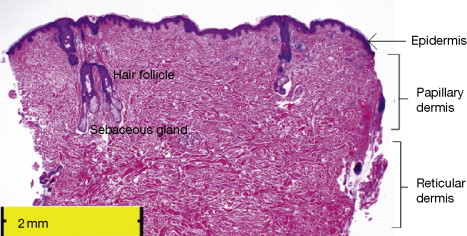 Epidermis
Hair follicle
Papillary
dermis
Sebaceous gland
Reticular
dermis
2 mm